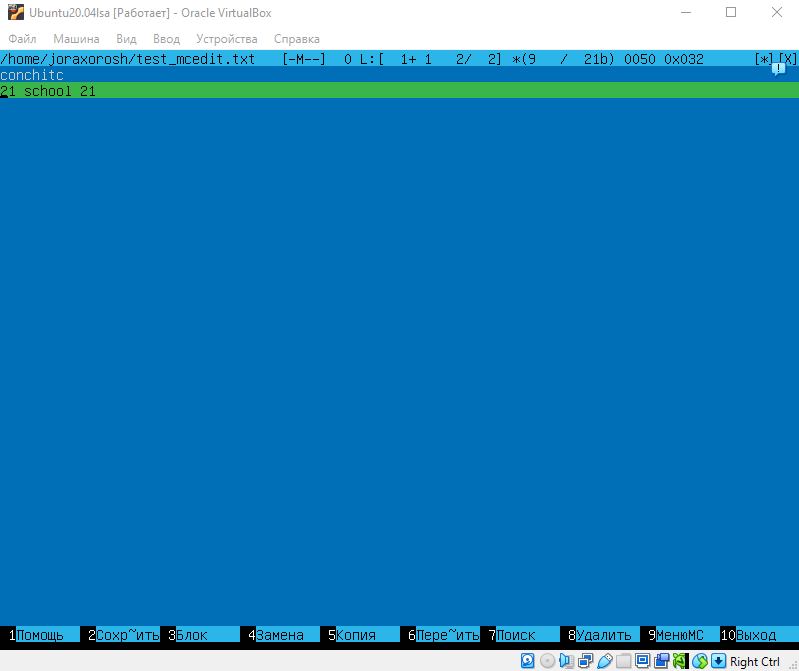 Ubuntu20.04lsa [Работает] - Oracle VirtualBox
Файл Машина Вид Ввод Устройства Справка
/home/joraxorosh/test_mcedit.txt [-M--] 0 L:[ 1+ 1 2/ 2] *(9 / 21b) 0050 0x032 [*][X]
conchitc
21 school 21
1Помощь 2Сохр~ить 3Блок 4Замена 5Копия 6Пере~ить 7Поиск 8Удалить 9МенюMC 10Выход
Right Ctrl